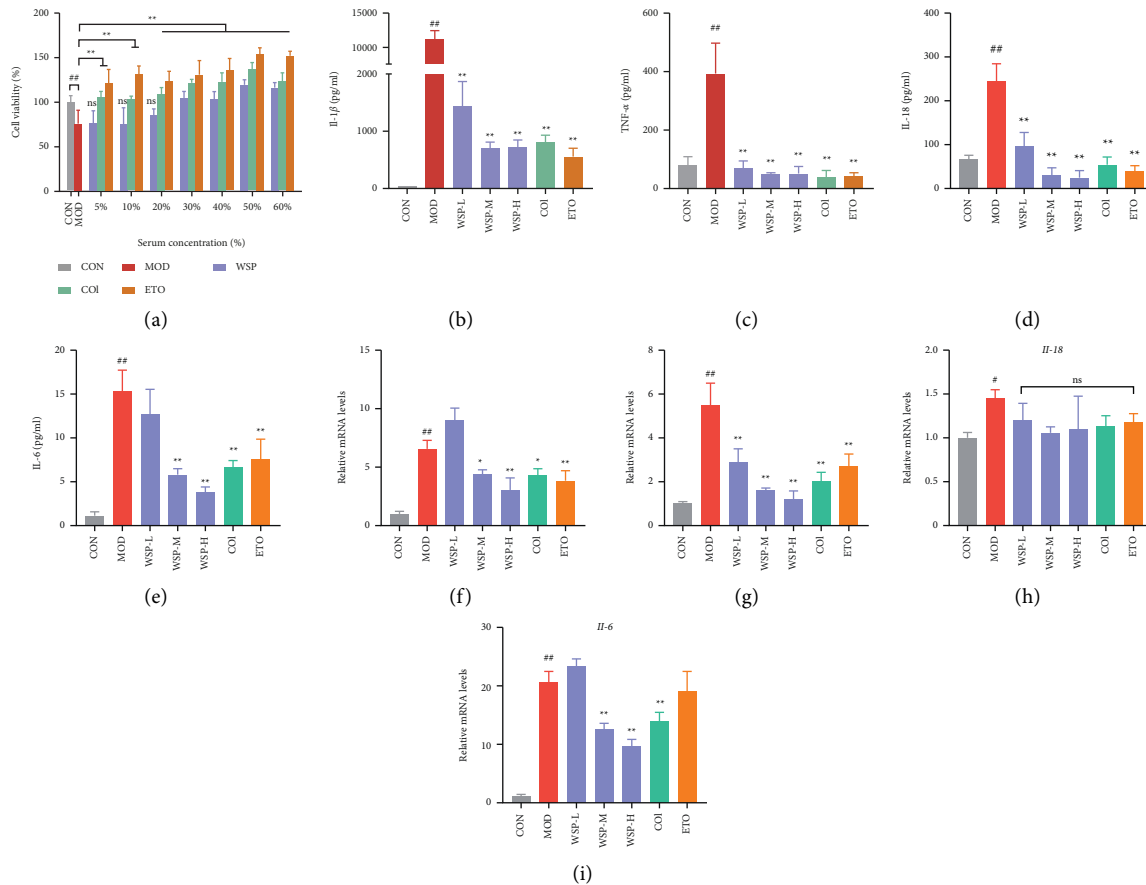 200
150
100
50
0
Cell viability (%)
**
**
**
##
ns
ns
ns
CON
MOD
5%
10%
20%
30%
40%
50%
60%
Serum concentration (%)
CON
MOD
WSP
COl
ETO
(a)
15000
10000
2000
1000
0
Il-1β (pg/ml)
##
**
**
**
**
**
CON
MOD
WSP-L
WSP-M
WSP-H
COl
ETO
(b)
600
400
200
0
TNF-α (pg/ml)
##
**
**
**
**
**
CON
MOD
WSP-L
WSP-M
WSP-H
COl
ETO
(c)
400
300
200
100
0
IL-18 (pg/ml)
##
**
**
**
**
**
CON
MOD
WSP-L
WSP-M
WSP-H
COl
ETO
(d)
20
15
10
5
0
IL-6 (pg/ml)
##
**
**
**
**
CON
MOD
WSP-L
WSP-M
WSP-H
COl
ETO
(e)
15
10
5
0
Relative mRNA levels
##
*
**
*
**
CON
MOD
WSP-L
WSP-M
WSP-H
COl
ETO
(f)
8
6
4
2
0
Relative mRNA levels
##
**
**
**
**
**
CON
MOD
WSP-L
WSP-M
WSP-H
COl
ETO
(g)
Il-18
2.0
1.5
1.0
0.5
0.0
Relative mRNA levels
#
ns
CON
MOD
WSP-L
WSP-M
WSP-H
COl
ETO
(h)
Il-6
30
20
10
0
Relative mRNA levels
##
**
**
**
CON
MOD
WSP-L
WSP-M
WSP-H
COl
ETO
(i)